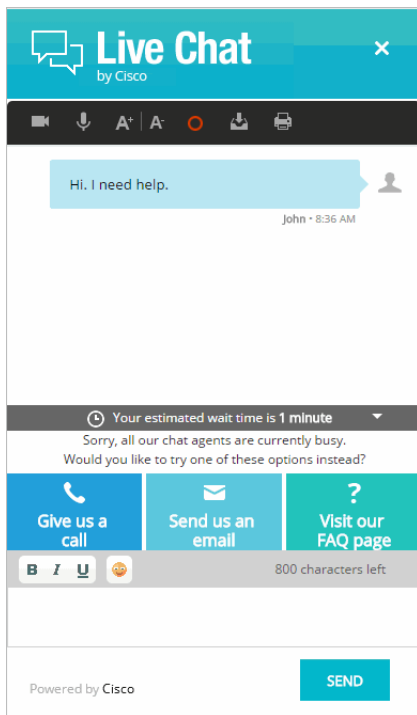 Live Chat
by Cisco
×
A+ | A-
Hi. I need help.
John • 8:36 AM
Your estimated wait time is 1 minute
Sorry, all our chat agents are currently busy.
Would you like to try one of these options instead?
Give us a
call
Send us an
email
?
Visit our
FAQ page
B I U
800 characters left
Powered by Cisco
SEND